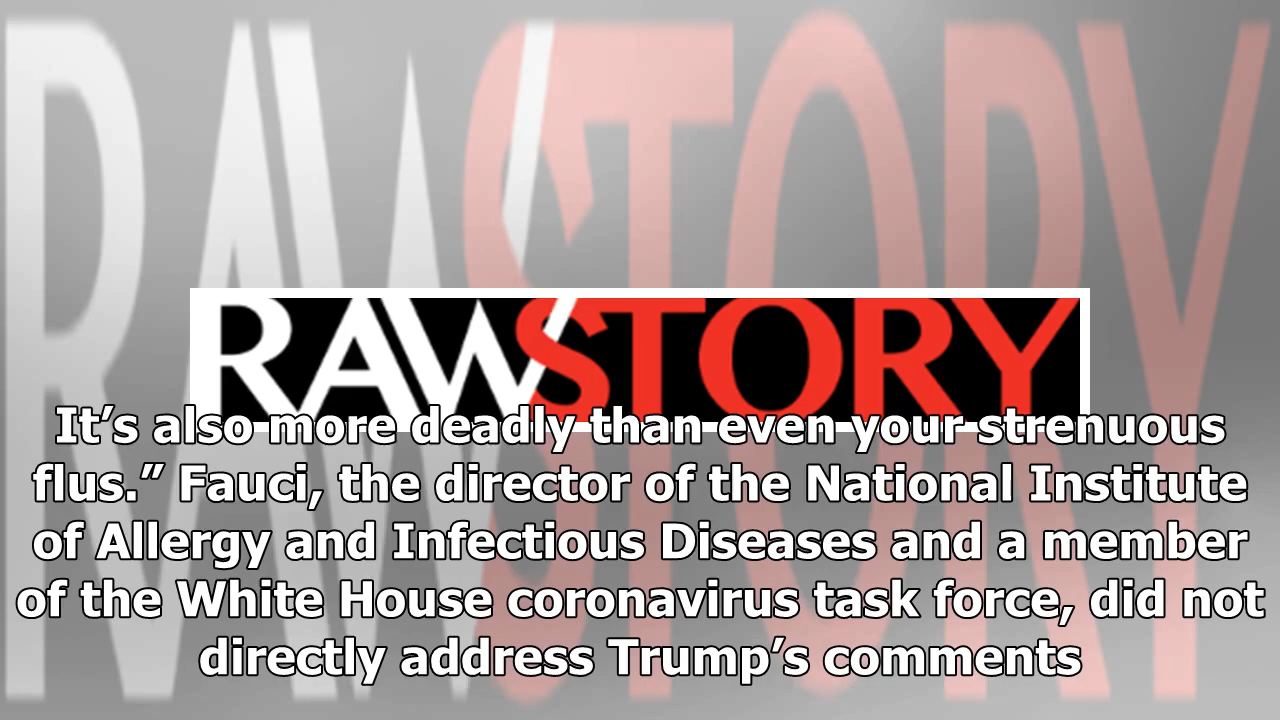 RAWSTORY
RAWSTORY
It’s also more deadly than even your strenuous
flus.” Fauci, the director of the National Institute
of Allergy and Infectious Diseases and a member
of the White House coronavirus task force, did not
directly address Trump’s comments